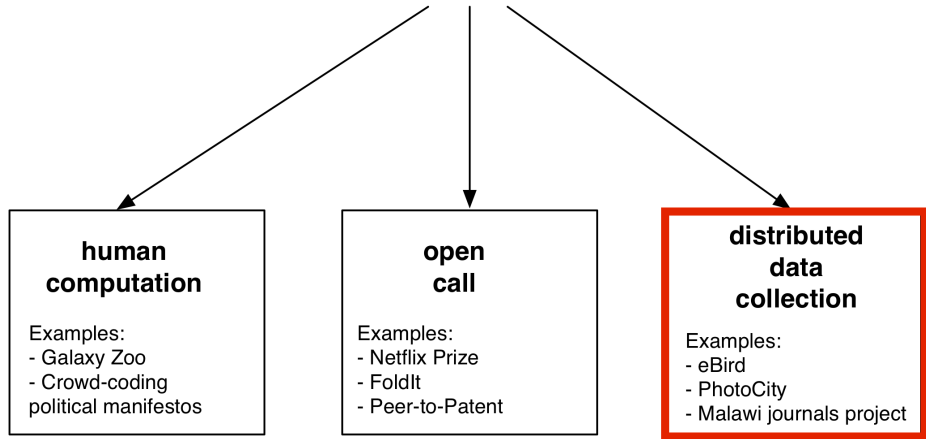 human
computation
Examples:
- Galaxy Zoo
- Crowd-coding
political manifestos
open
call
Examples:
- Netflix Prize
- FoldIt
- Peer-to-Patent
distributed
data
collection
Examples:
- eBird
- PhotoCity
- Malawi journals project